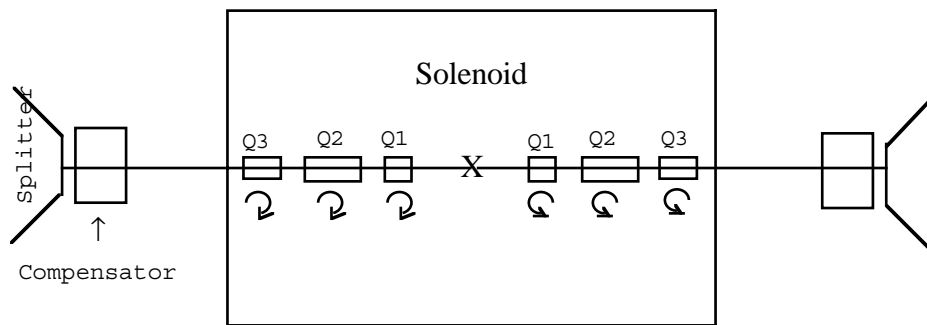 Solenoid
Splitter
Q3 Q2 Q1 X Q1 Q2 Q3
↑
Compensator